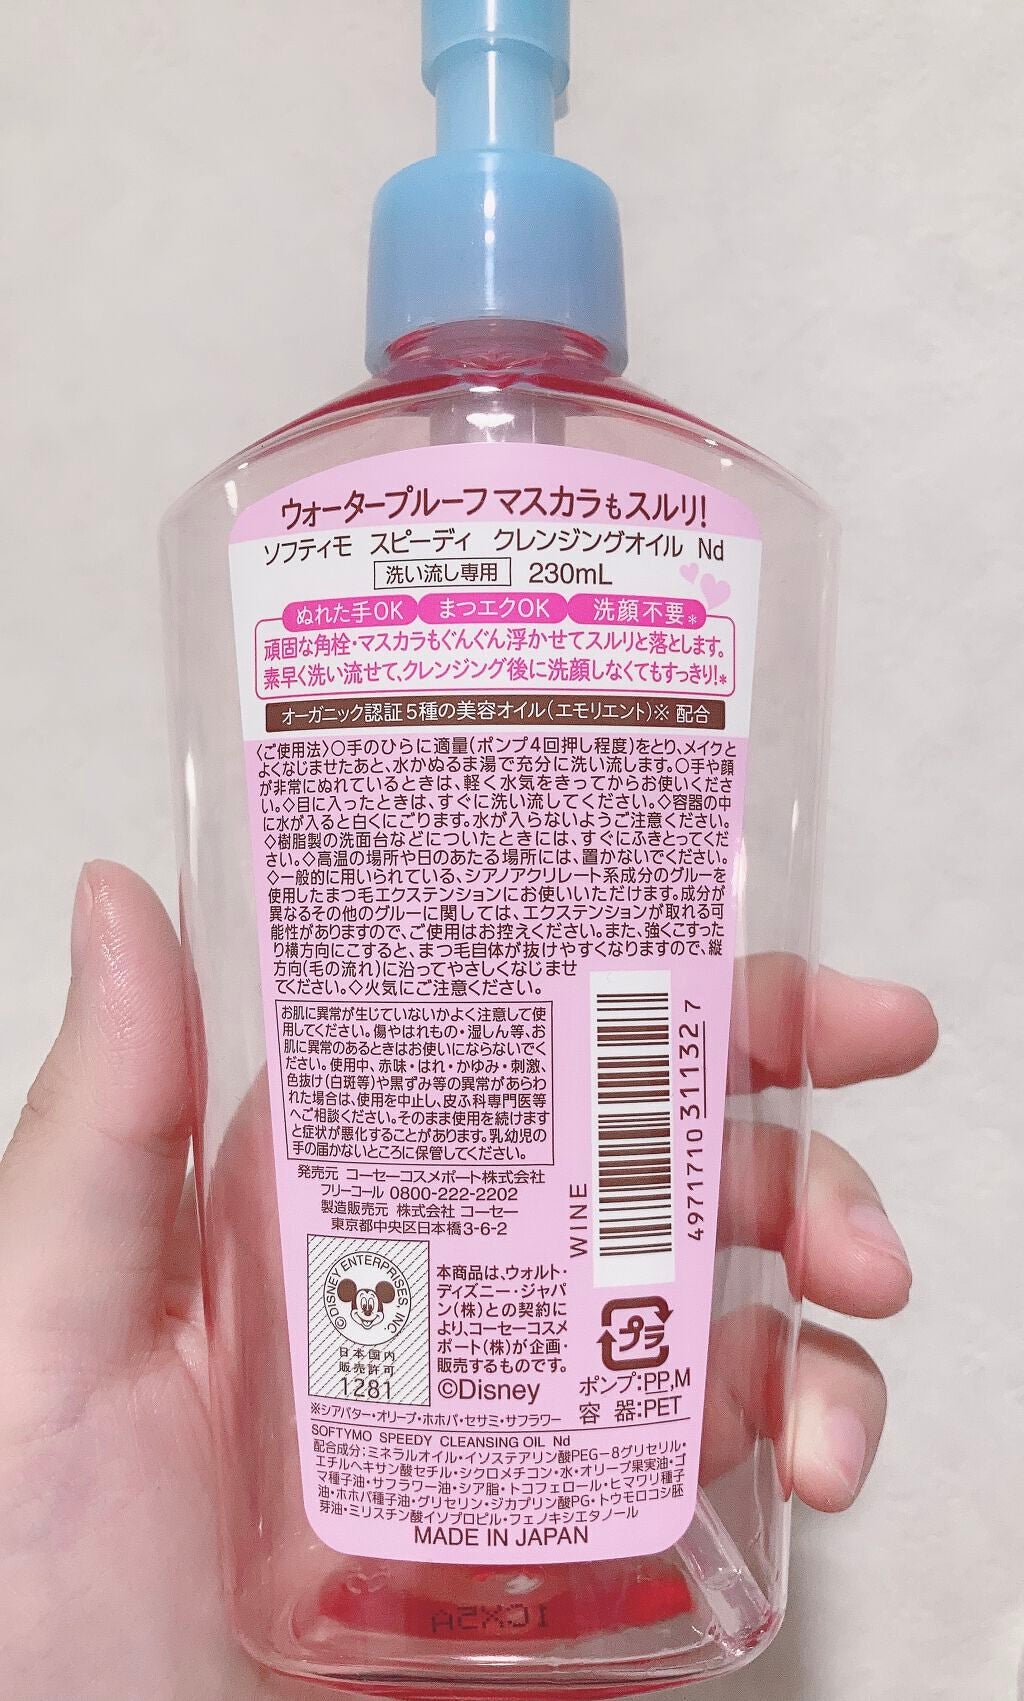 ウォータープルーフマスカラもスルリ!
ソフティモ スピーディ クレンジングオイル Nd
洗い流し専用 230mL
ぬれた手OK まつエクOK 洗顔不要*
頑固な角栓・マスカラもぐんぐん浮かせてスルリと落とします。
素早く洗い流せて、クレンジング後に洗顔しなくてもすっきり!*
オーガニック認証5種の美容オイル(エモリエント)※ 配合
〈ご使用法〉○手のひらに適量(ポンプ4回押し程度)をとり、メイクと
よくなじませたあと、水かぬるま湯で充分に洗い流します。○手や顔
が非常にぬれているときは、軽く水気をきってからお使いくださ
い。◇目に入ったときは、すぐに洗い流してください。◇容器の中
に水が入ると白くにごります。水が入らないようご注意ください。
◇樹脂製の洗面台などについたときには、すぐにふきとってくだ
さい。◇高温の場所や日のあたる場所には、置かないでください。
◇一般的に用いられている、シアノアクリレート系成分のグルーを
使用したまつ毛エクステンションにお使いいただけます。成分が
異なるその他のグルーに関しては、エクステンションが取れる可
能性がありますので、ご使用はお控えください。また、強くこすった
り横方向にこすると、まつ毛自体が抜けやすくなりますので、縦
方向(毛の流れ)に沿ってやさしくなじませ
てください。◇火気にご注意ください。
お肌に異常が生じていないかよく注意して使
用してください。傷やはれもの・湿しん等、お
肌に異常のあるときはお使いにならないでく
ださい。使用中、赤味・はれ・かゆみ・刺激、
色抜け(白斑等)や黒ずみ等の異常があらわ
れた場合は、使用を中止し、皮ふ科専門医等
へご相談ください。そのまま使用を続けます
と症状が悪化することがあります。乳幼児の
手の届かないところに保管してください。
発売元 コーセーコスメポート株式会社
フリーコール 0800-222-2202
製造販売元 株式会社 コーセー
東京都中央区日本橋3-6-2
WINE
4971710311327
©DISNEY ENTERPRISES, INC.
日本国内
販売許可
1281
本商品は、ウォルト・
ディズニー・ジャパ
ン(株)との契約に
より、コーセーコスメ
ポート(株)が企画・
販売するものです。
©Disney
プラ
ポンプ:PP,M
容 器:PET
※シアバター・オリーブ・ホホバ・セサミ・サフラワー
SOFTYMO SPEEDY CLEANSING OIL Nd
配合成分;ミネラルオイル・イソステアリン酸PEG-8グリセリル・
エチルヘキサン酸セチル・シクロメチコン・水・オリーブ果実油・ゴ
マ種子油・サフラワー油・シア脂・トコフェロール・ヒマワリ種子
油・ホホバ種子油・グリセリン・ジカプリン酸PG・トウモロコシ胚
芽油・ミリスチン酸イソプロピル・フェノキシエタノール
MADE IN JAPAN